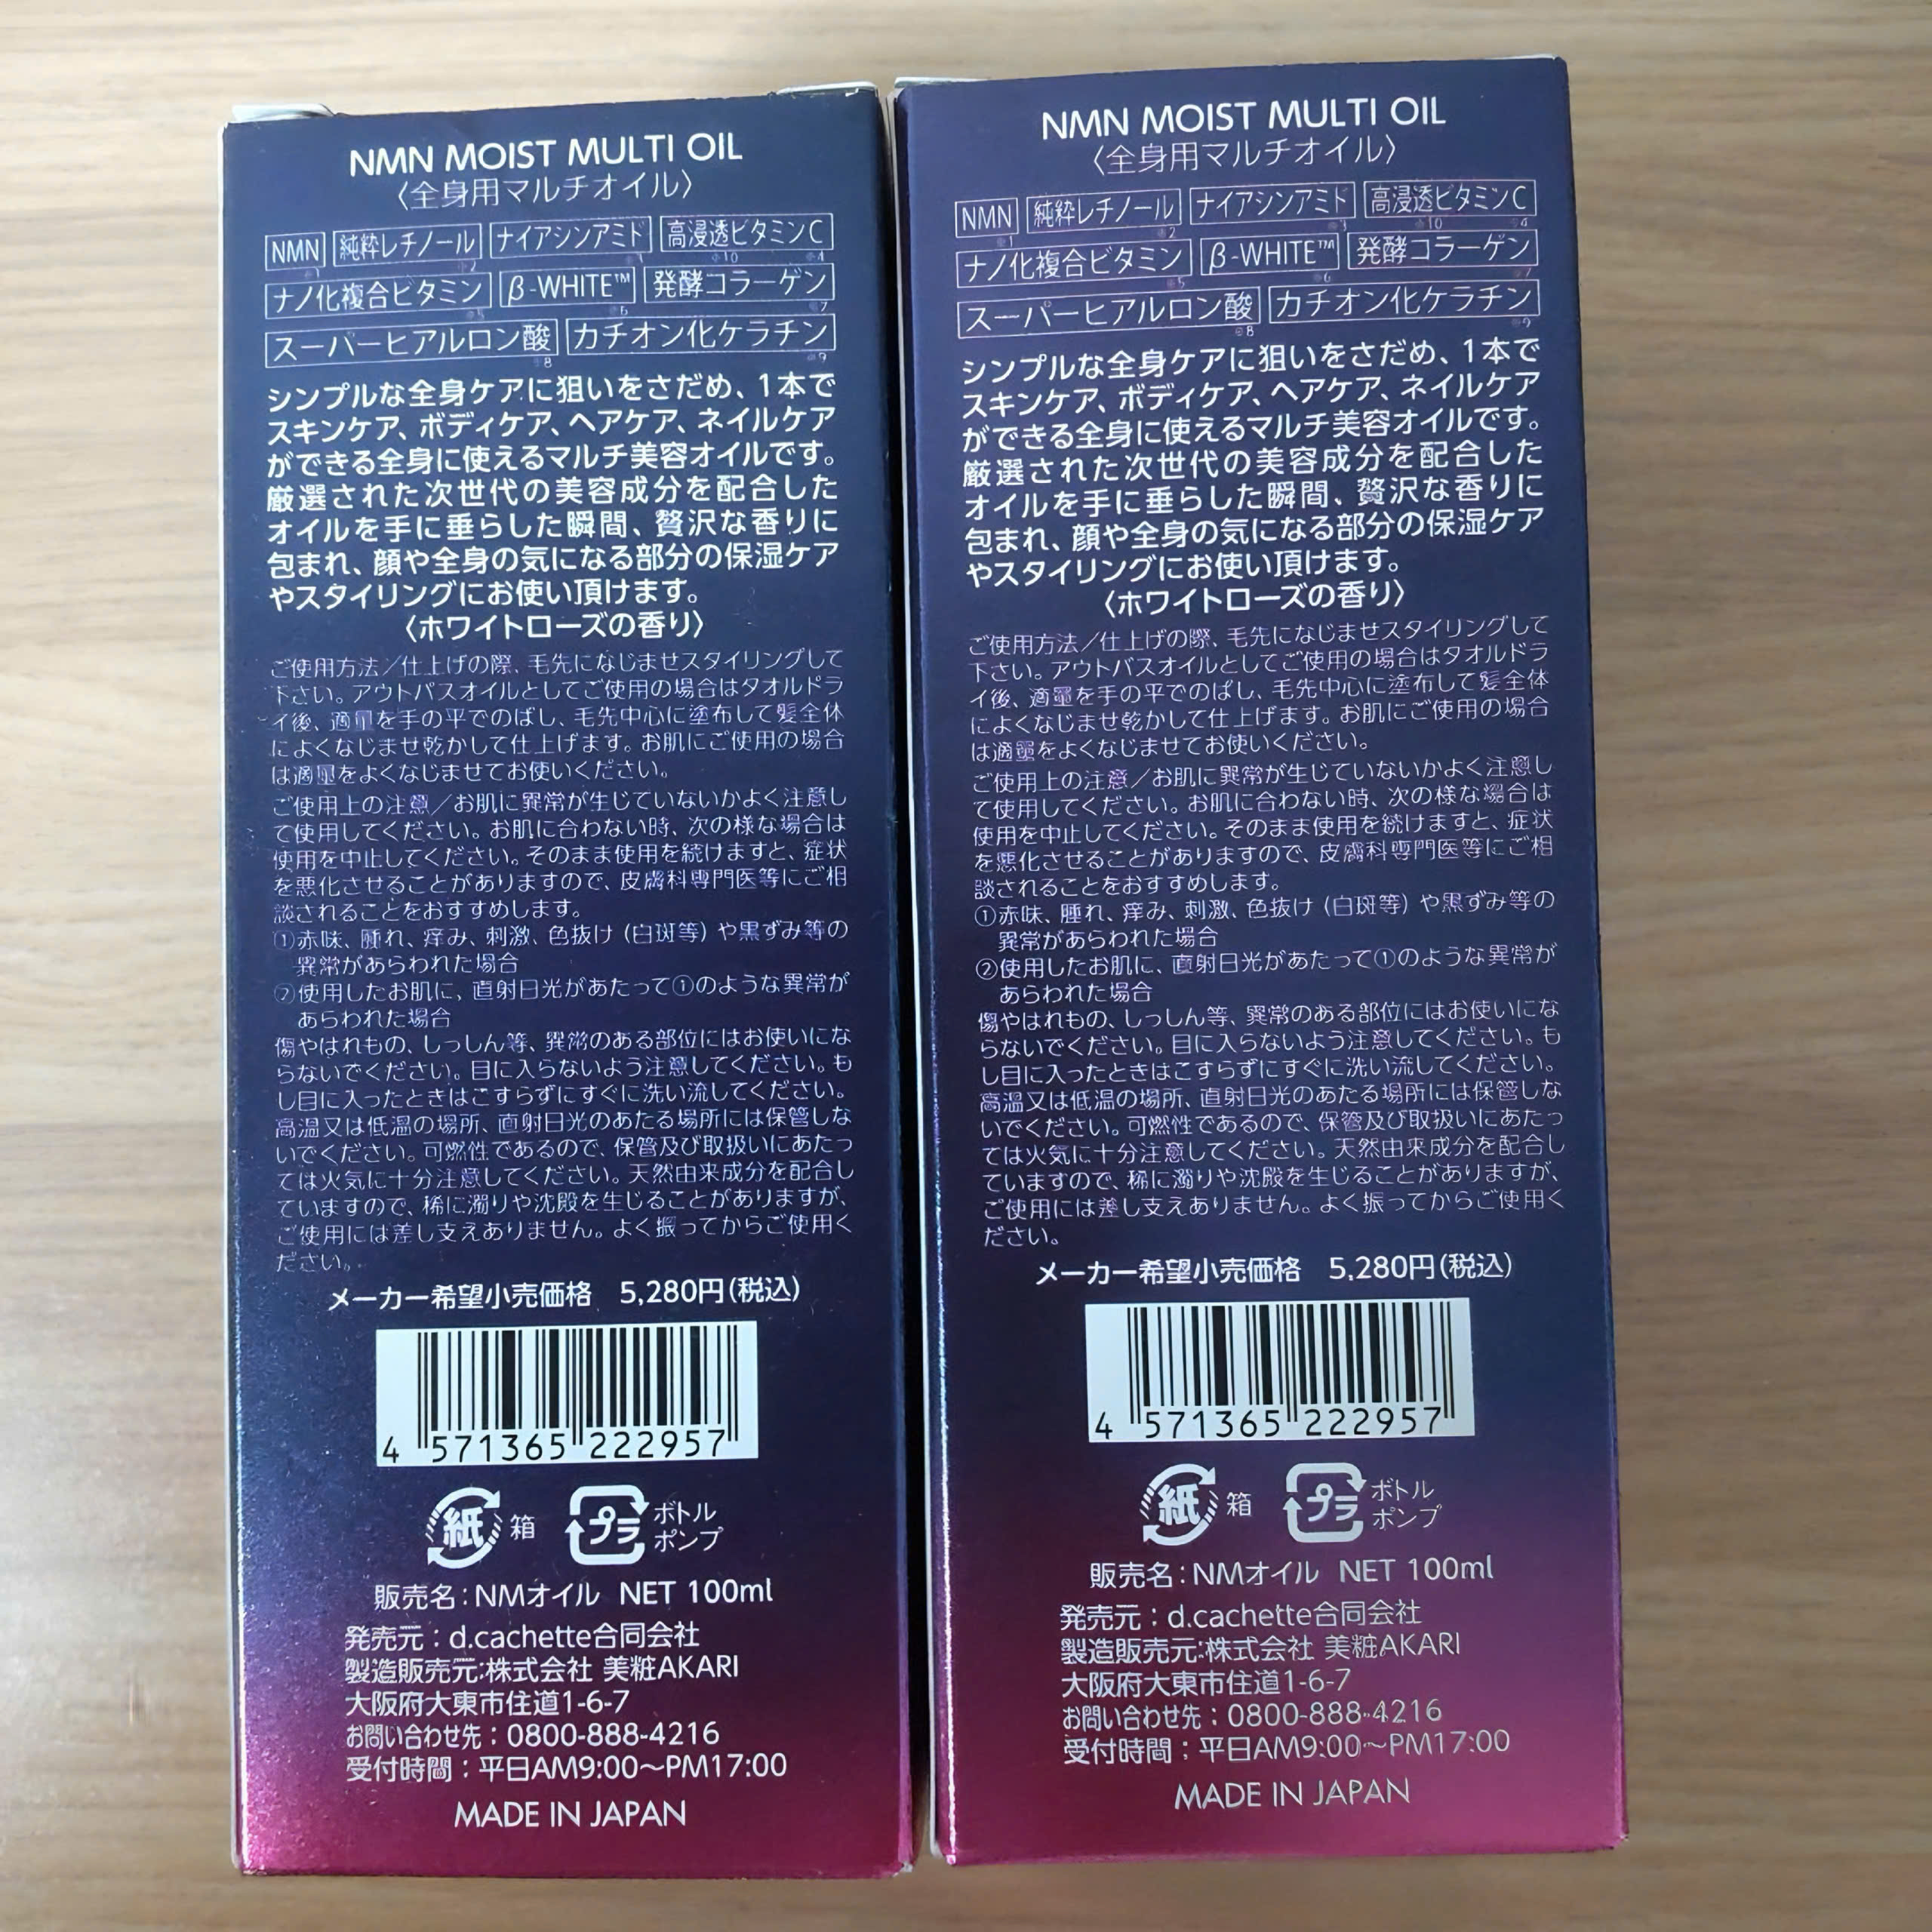 NMN MOIST MULTI OIL
〈全身用マルチオイル〉
NMN 純粋レチノール ナイアシンアミド 高浸透ビタミンC
※1 ※2 ※3 ※10 ※4
ナノ化複合ビタミン β-WHITE™ 発酵コラーゲン
※5 ※6 ※7
スーパーヒアルロン酸 カチオン化ケラチン
※8 ※9
シンプルな全身ケアに狙いをさだめ、1本で
スキンケア、ボディケア、ヘアケア、ネイルケア
ができる全身に使えるマルチ美容オイルです。
厳選された次世代の美容成分を配合した
オイルを手に垂らした瞬間、贅沢な香りに
包まれ、顔や全身の気になる部分の保湿ケア
やスタイリングにお使い頂けます。
〈ホワイトローズの香り〉
ご使用方法／仕上げの際、毛先になじませスタイリングして
下さい。アウトバスオイルとしてご使用の場合はタオルドラ
イ後、適量を手の平でのばし、毛先中心に塗布して髪全体
によくなじませ乾かして仕上げます。お肌にご使用の場合
は適量をよくなじませてお使いください。
ご使用上の注意／お肌に異常が生じていないかよく注意し
て使用してください。お肌に合わない時、次の様な場合は
使用を中止してください。そのまま使用を続けますと、症状
を悪化させることがありますので、皮膚科専門医等にご相
談されることをおすすめします。
①赤味、腫れ、痒み、刺激、色抜け（白斑等）や黒ずみ等の
異常があらわれた場合
②使用したお肌に、直射日光があたって①のような異常が
あらわれた場合
傷やはれもの、しっしん等、異常のある部位にはお使いにな
らないでください。目に入らないよう注意してください。も
し目に入ったときはこすらずにすぐに洗い流してください。
高温又は低温の場所、直射日光のあたる場所には保管しな
いでください。可燃性であるので、保管及び取扱いにあたっ
ては火気に十分注意してください。天然由来成分を配合し
ていますので、稀に濁りや沈殿を生じることがありますが、
ご使用には差し支えありません。よく振ってからご使用く
ださい。
メーカー希望小売価格 5,280円(税込)
4 571365 222957
紙 箱 プラ ボトル
ポンプ
販売名：NMオイル NET 100ml
発売元：d.cachette合同会社
製造販売元:株式会社 美粧AKARI
大阪府大東市住道1-6-7
お問い合わせ先：0800-888-4216
受付時間：平日AM9:00〜PM17:00
MADE IN JAPAN
NMN MOIST MULTI OIL
〈全身用マルチオイル〉
NMN 純粋レチノール ナイアシンアミド 高浸透ビタミンC
※1 ※2 ※3 ※10 ※4
ナノ化複合ビタミン β-WHITE™ 発酵コラーゲン
※5 ※6 ※7
スーパーヒアルロン酸 カチオン化ケラチン
※8 ※9
シンプルな全身ケアに狙いをさだめ、1本で
スキンケア、ボディケア、ヘアケア、ネイルケア
ができる全身に使えるマルチ美容オイルです。
厳選された次世代の美容成分を配合した
オイルを手に垂らした瞬間、贅沢な香りに
包まれ、顔や全身の気になる部分の保湿ケア
やスタイリングにお使い頂けます。
〈ホワイトローズの香り〉
ご使用方法／仕上げの際、毛先になじませスタイリングして
下さい。アウトバスオイルとしてご使用の場合はタオルドラ
イ後、適量を手の平でのばし、毛先中心に塗布して髪全体
によくなじませ乾かして仕上げます。お肌にご使用の場合
は適量をよくなじませてお使いください。
ご使用上の注意／お肌に異常が生じていないかよく注意し
て使用してください。お肌に合わない時、次の様な場合は
使用を中止してください。そのまま使用を続けますと、症状
を悪化させることがありますので、皮膚科専門医等にご相
談されることをおすすめします。
①赤味、腫れ、痒み、刺激、色抜け（白斑等）や黒ずみ等の
異常があらわれた場合
②使用したお肌に、直射日光があたって①のような異常が
あらわれた場合
傷やはれもの、しっしん等、異常のある部位にはお使いにな
らないでください。目に入らないよう注意してください。も
し目に入ったときはこすらずにすぐに洗い流してください。
高温又は低温の場所、直射日光のあたる場所には保管しな
いでください。可燃性であるので、保管及び取扱いにあたっ
ては火気に十分注意してください。天然由来成分を配合し
ていますので、稀に濁りや沈殿を生じることがありますが、
ご使用には差し支えありません。よく振ってからご使用く
ださい。
メーカー希望小売価格 5,280円(税込)
4 571365 222957
紙 箱 プラ ボトル
ポンプ
販売名：NMオイル NET 100ml
発売元：d.cachette合同会社
製造販売元:株式会社 美粧AKARI
大阪府大東市住道1-6-7
お問い合わせ先：0800-888-4216
受付時間：平日AM9:00〜PM17:00
MADE IN JAPAN